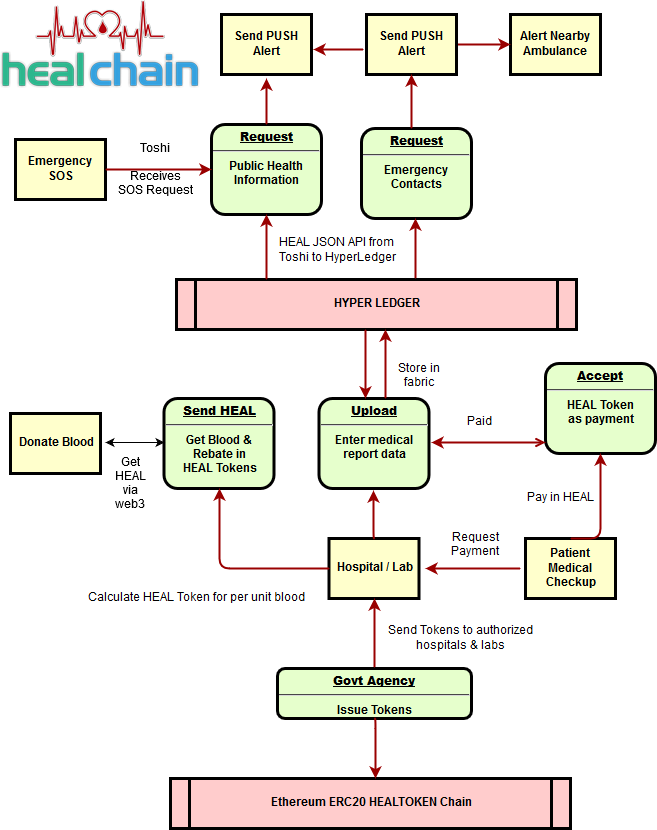 heal chain
Send PUSH
Alert
Send PUSH
Alert
Alert Nearby
Ambulance
Emergency
SOS
Toshi
Receives
SOS Request
Request
Public Health
Information
Request
Emergency
Contacts
HEAL JSON API from
Toshi to HyperLedger
HYPER LEDGER
Store in
fabric
Donate Blood
Get
HEAL
via
web3
Send HEAL
Get Blood &
Rebate in
HEAL Tokens
Upload
Enter medical
report data
Paid
Accept
HEAL Token
as payment
Pay in HEAL
Calculate HEAL Token for per unit blood
Hospital / Lab
Request
Payment
Patient
Medical
Checkup
Send Tokens to authorized
hospitals & labs
Govt Agency
Issue Tokens
Ethereum ERC20 HEALTOKEN Chain